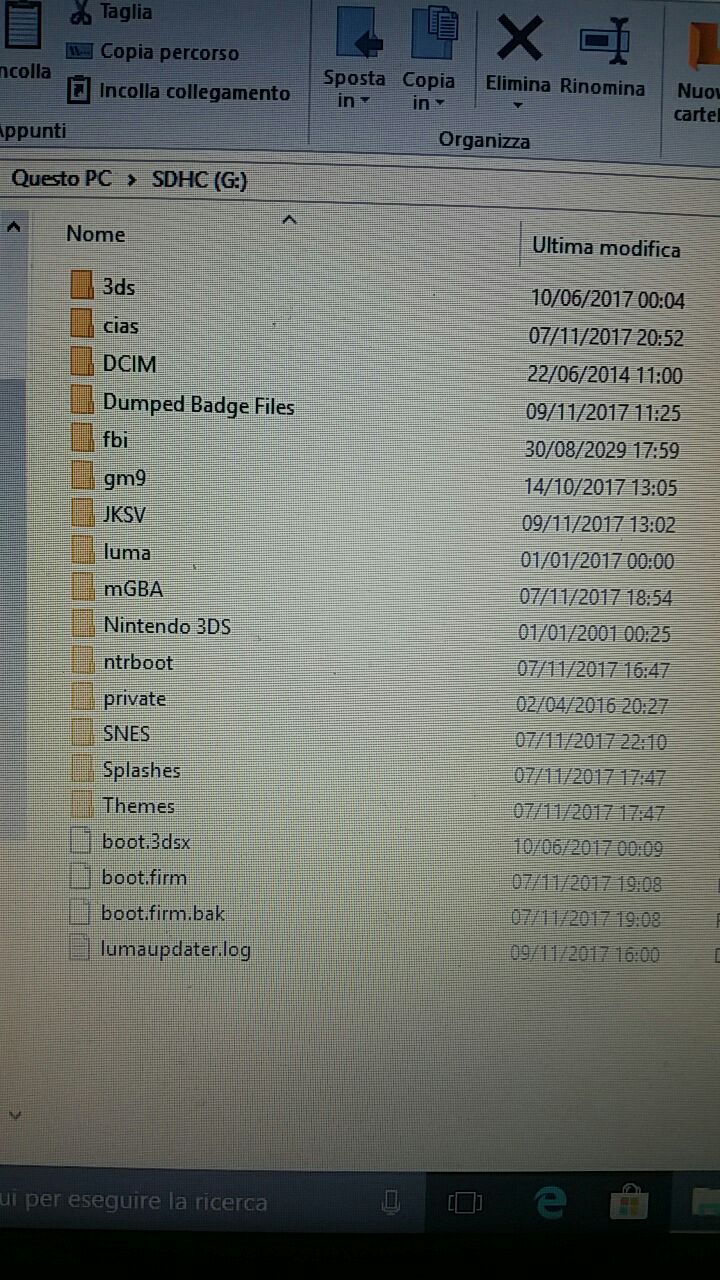 Taglia
Copia percorso
Incolla collegamento
ncolla
Appunti
Sposta in
Copia in
Elimina
Rinomina
Organizza
Nuov
cartel
Questo PC > SDHC (G:)
Nome Ultima modifica
3ds 10/06/2017 00:04
cias 07/11/2017 20:52
DCIM 22/06/2014 11:00
Dumped Badge Files 09/11/2017 11:25
fbi 30/08/2029 17:59
gm9 14/10/2017 13:05
JKSV 09/11/2017 13:02
luma 01/01/2017 00:00
mGBA 07/11/2017 18:54
Nintendo 3DS 01/01/2001 00:25
ntrboot 07/11/2017 16:47
private 02/04/2016 20:27
SNES 07/11/2017 22:10
Splashes 07/11/2017 17:47
Themes 07/11/2017 17:47
boot.3dsx 10/06/2017 00:09
boot.firm 07/11/2017 19:08
boot.firm.bak 07/11/2017 19:08
lumaupdater.log 09/11/2017 16:00
ui per eseguire la ricerca